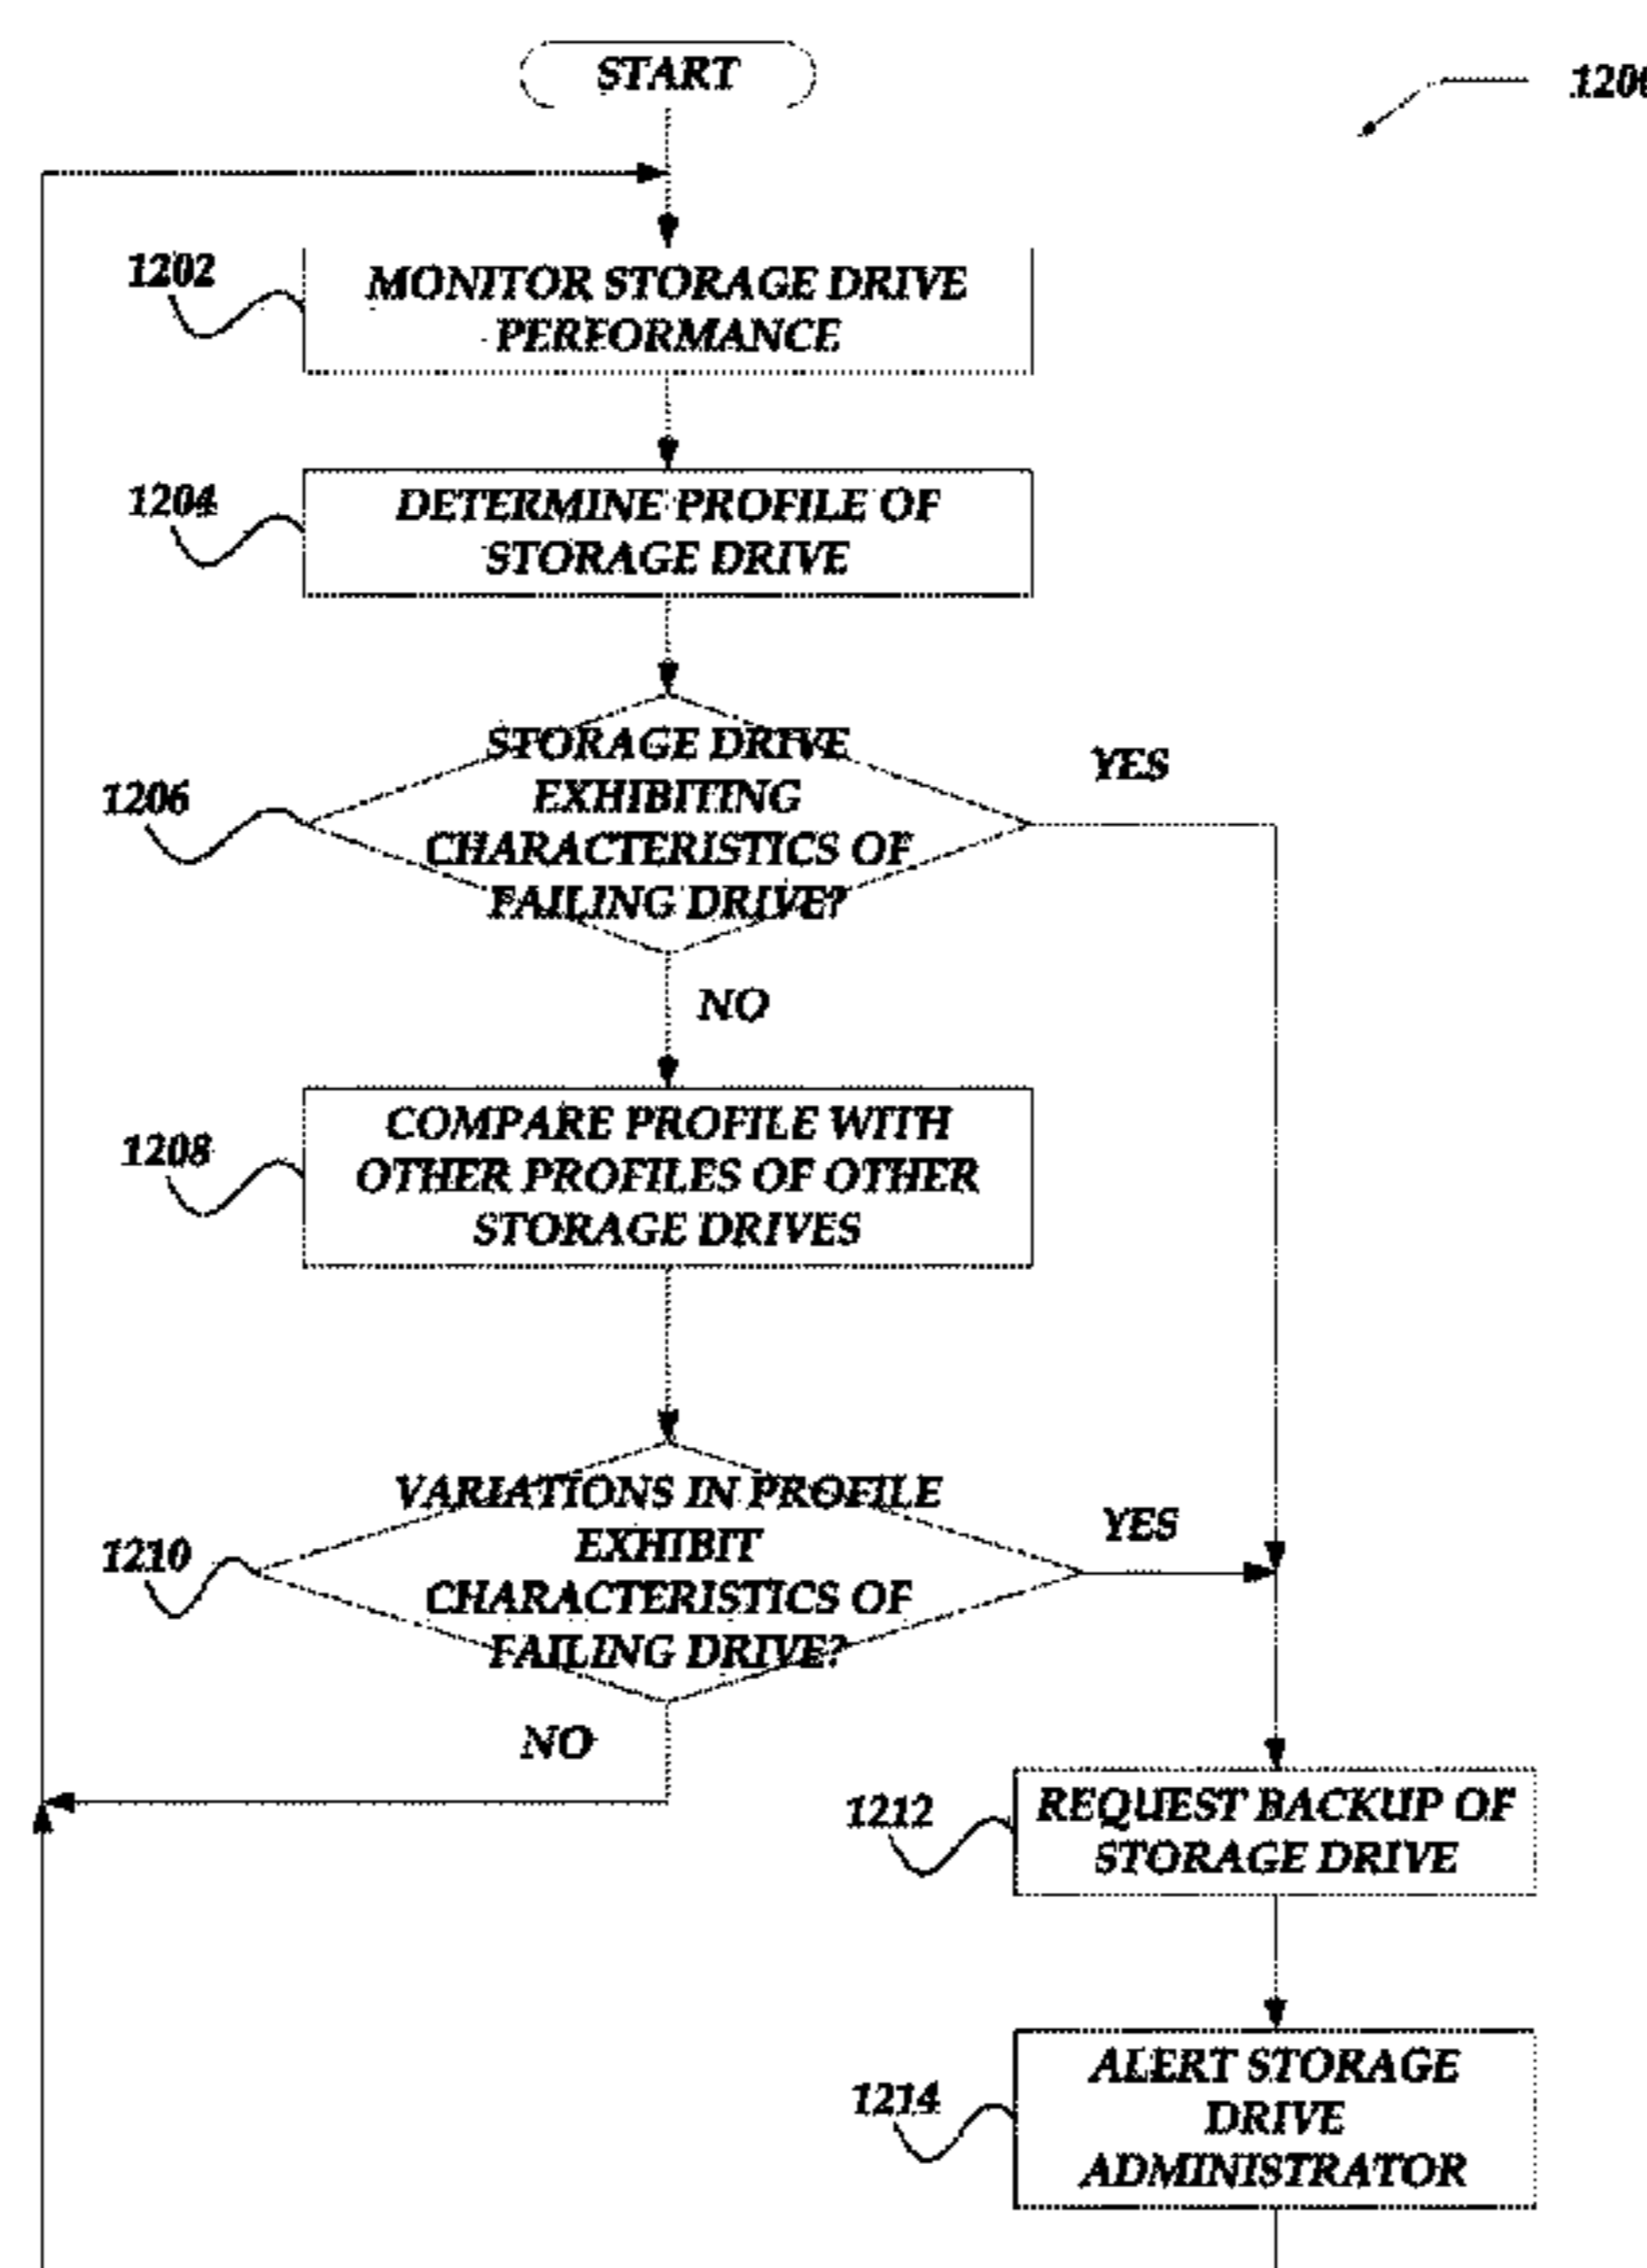 START
1200
1202
MONITOR STORAGE DRIVE
PERFORMANCE
1204
DETERMINE PROFILE OF
STORAGE DRIVE
1206
STORAGE DRIVE
EXHIBITING
CHARACTERISTICS OF
FAILING DRIVE?
YES
NO
1208
COMPARE PROFILE WITH
OTHER PROFILES OF OTHER
STORAGE DRIVES
1210
VARIATIONS IN PROFILE
EXHIBIT
CHARACTERISTICS OF
FAILING DRIVE?
YES
NO
1212
REQUEST BACKUP OF
STORAGE DRIVE
1214
ALERT STORAGE
DRIVE
ADMINISTRATOR